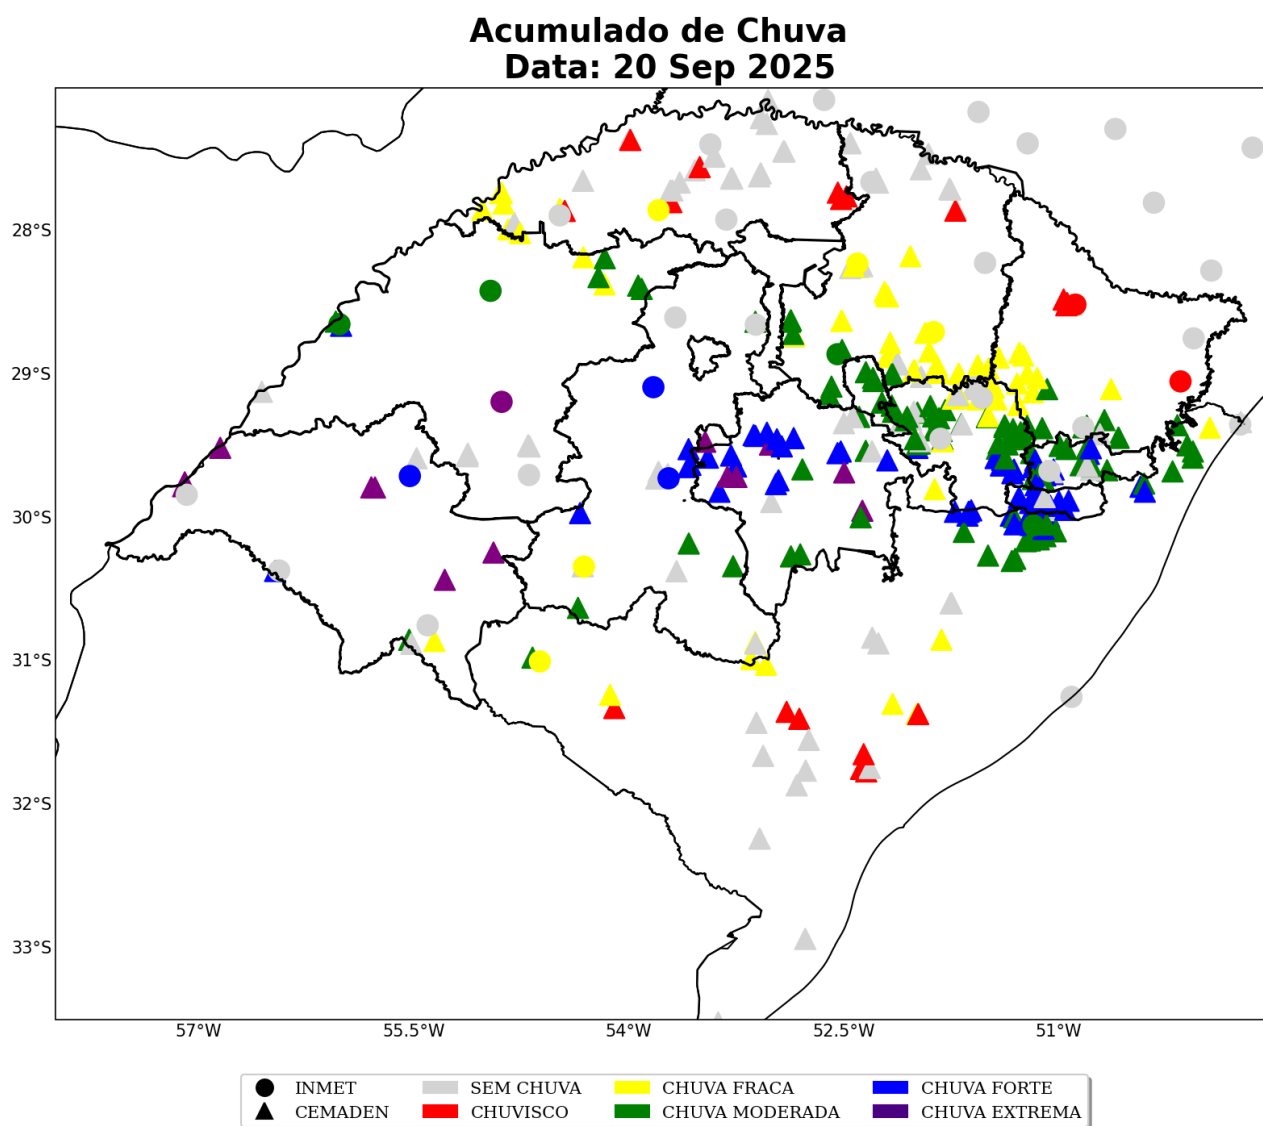 Acumulado de Chuva
Data: 20 Sep 2025
28°S
29°S
30°S
31°S
32°S
33°S
57°W 55.5°W 54°W 52.5°W 51°W
INMET SEM CHUVA CHUVA FRACA CHUVA FORTE
CEMADEN CHUVISCO CHUVA MODERADA CHUVA EXTREMA